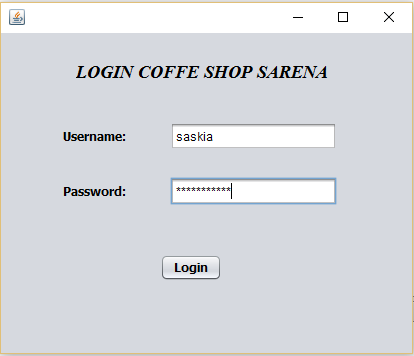 LOGIN COFFE SHOP SARENA
Username: saskia
Password: ***********
Login